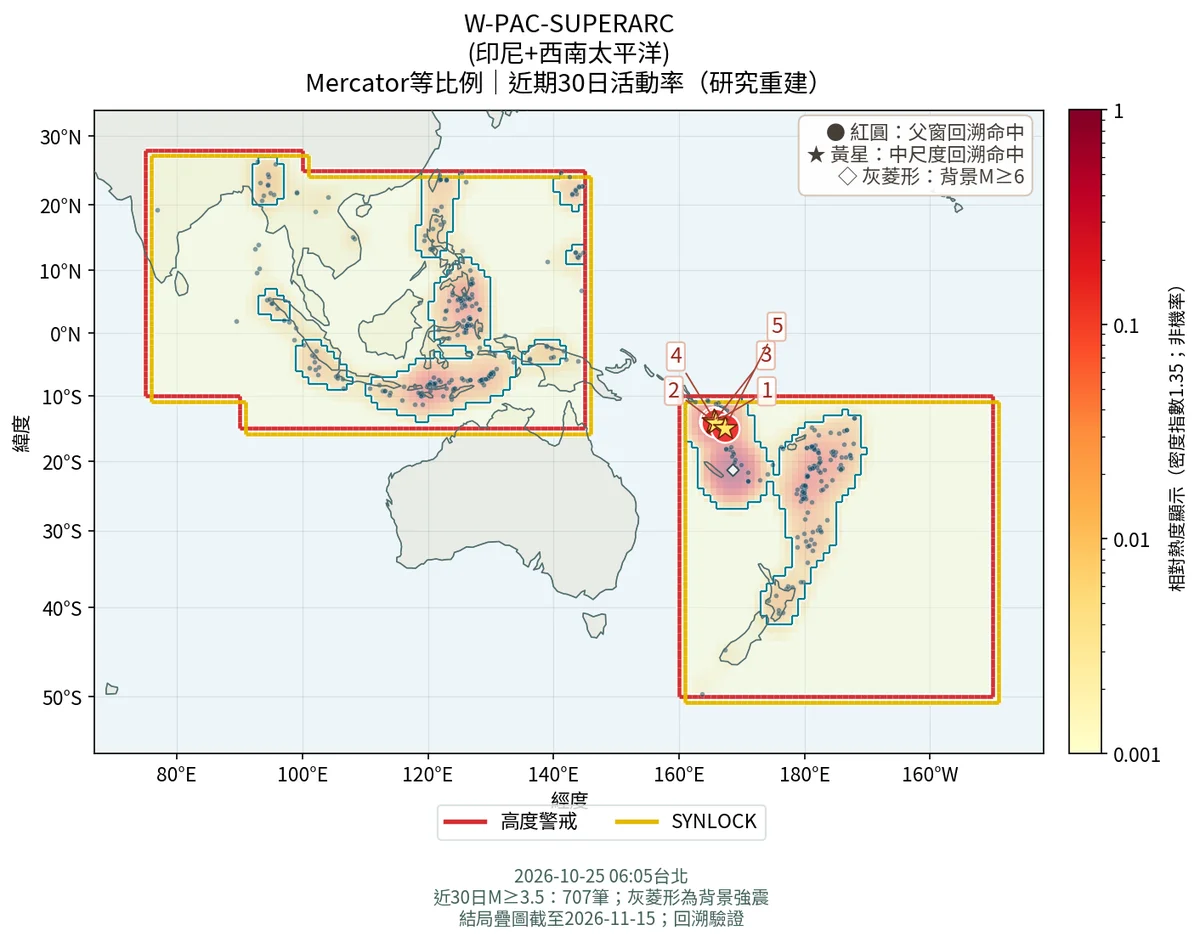 W-PAC-SUPERARC
(印尼+西南太平洋)
Mercator等比例｜近期30日活動率（研究重建）
● 紅圓：父窗回溯命中
★ 黃星：中尺度回溯命中
◇ 灰菱形：背景M≥6
30°N
20°N
10°N
0°N
10°S
20°S
30°S
40°S
50°S
緯度
5
4
3
2
1
80°E
100°E
120°E
140°E
160°E
180°E
160°W
經度
1
0.1
0.01
0.001
相對熱度顯示（密度指數1.35；非機率）
高度警戒
SYNLOCK
2026-10-25 06:05台北
近30日M≥3.5：707筆；灰菱形為背景強震
結局疊圖截至2026-11-15；回溯驗證